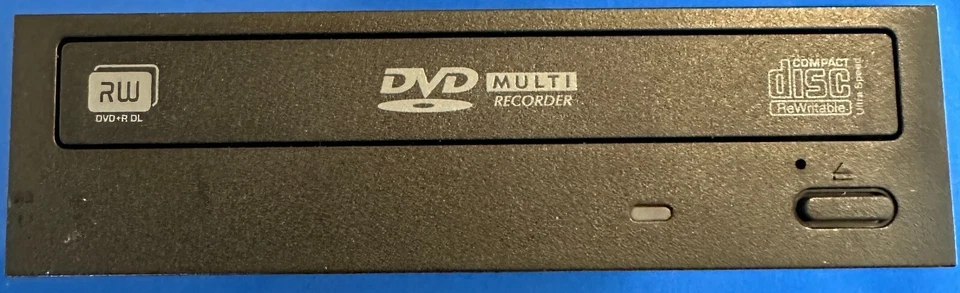 RW
DVD+R DL
DVD MULTI
RECORDER
COMPACT
disc
ReWritable
Ultra Speed